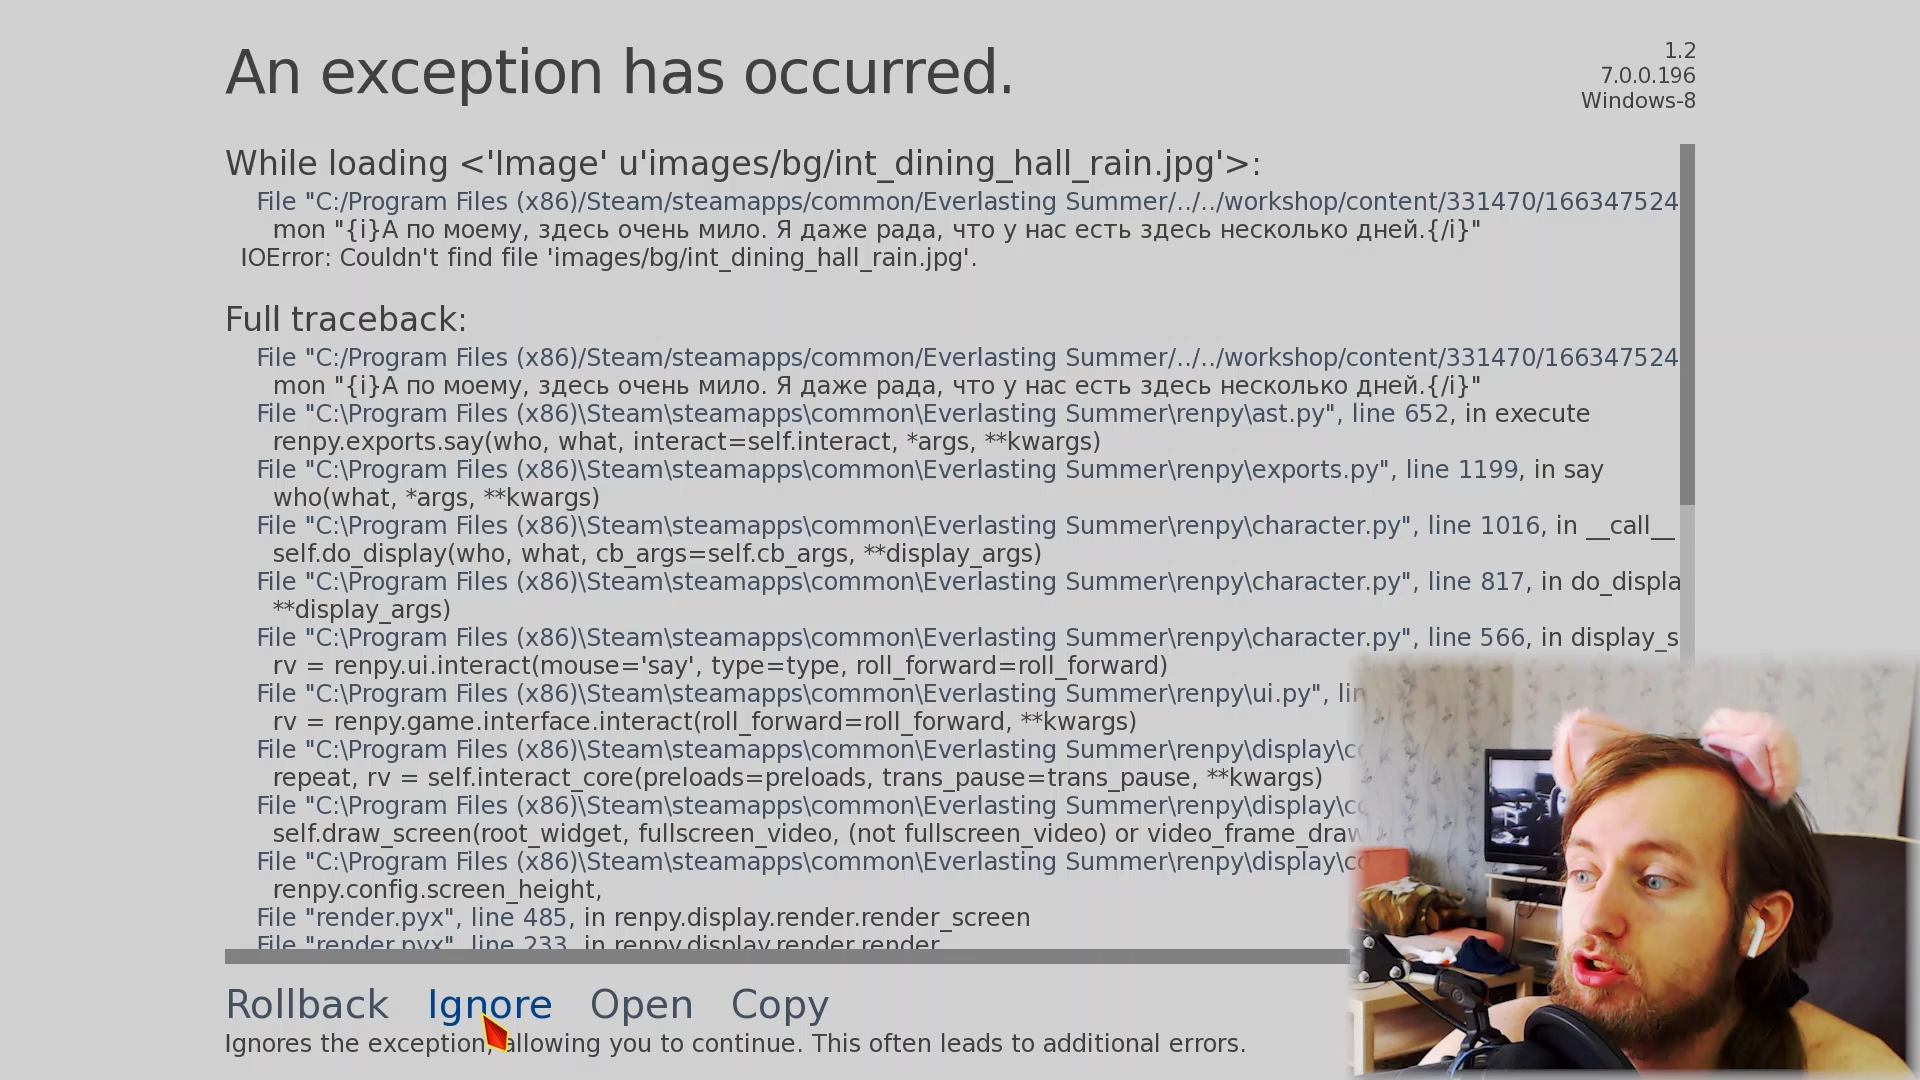 An exception has occurred.
1.2
7.0.0.196
Windows-8
While loading <'Image' u'images/bg/int_dining_hall_rain.jpg'>:
File "C:/Program Files (x86)/Steam/steamapps/common/Everlasting Summer/../../workshop/content/331470/166347524
mon "{i}А по моему, здесь очень мило. Я даже рада, что у нас есть здесь несколько дней.{/i}"
IOError: Couldn't find file 'images/bg/int_dining_hall_rain.jpg'.
Full traceback:
File "C:/Program Files (x86)/Steam/steamapps/common/Everlasting Summer/../../workshop/content/331470/166347524
mon "{i}А по моему, здесь очень мило. Я даже рада, что у нас есть здесь несколько дней.{/i}"
File "C:\Program Files (x86)\Steam\steamapps\common\Everlasting Summer\renpy\ast.py", line 652, in execute
renpy.exports.say(who, what, interact=self.interact, *args, **kwargs)
File "C:\Program Files (x86)\Steam\steamapps\common\Everlasting Summer\renpy\exports.py", line 1199, in say
who(what, *args, **kwargs)
File "C:\Program Files (x86)\Steam\steamapps\common\Everlasting Summer\renpy\character.py", line 1016, in __call__
self.do_display(who, what, cb_args=self.cb_args, **display_args)
File "C:\Program Files (x86)\Steam\steamapps\common\Everlasting Summer\renpy\character.py", line 817, in do_displa
**display_args)
File "C:\Program Files (x86)\Steam\steamapps\common\Everlasting Summer\renpy\character.py", line 566, in display_s
rv = renpy.ui.interact(mouse='say', type=type, roll_forward=roll_forward)
File "C:\Program Files (x86)\Steam\steamapps\common\Everlasting Summer\renpy\ui.py", lin
rv = renpy.game.interface.interact(roll_forward=roll_forward, **kwargs)
File "C:\Program Files (x86)\Steam\steamapps\common\Everlasting Summer\renpy\display\co
repeat, rv = self.interact_core(preloads=preloads, trans_pause=trans_pause, **kwargs)
File "C:\Program Files (x86)\Steam\steamapps\common\Everlasting Summer\renpy\display\co
self.draw_screen(root_widget, fullscreen_video, (not fullscreen_video) or video_frame_draw
File "C:\Program Files (x86)\Steam\steamapps\common\Everlasting Summer\renpy\display\co
renpy.config.screen_height,
File "render.pyx", line 485, in renpy.display.render.render_screen
File "render.pyx", line 233, in renpy.display.render.render
Rollback Ignore Open Copy
Ignores the exception, allowing you to continue. This often leads to additional errors.